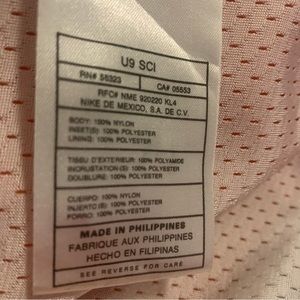 U9 SCI
RN# 56323 CA# 05553
RFC# NME 920220 KL4
NIKE DE MEXICO, S.A. DE C.V.
BODY: 100% NYLON
INSET(S): 100% POLYESTER
LINING: 100% POLYESTER
TISSU D'EXTERIEUR: 100% POLYAMIDE
INCRUSTATION(S): 100% POLYESTER
DOUBLURE: 100% POLYESTER
CUERPO: 100% NYLON
INJERTO(S): 100% POLYESTER
FORRO: 100% POLYESTER
MADE IN PHILIPPINES
FABRIQUE AUX PHILIPPINES
HECHO EN FILIPINAS
SEE REVERSE FOR CARE